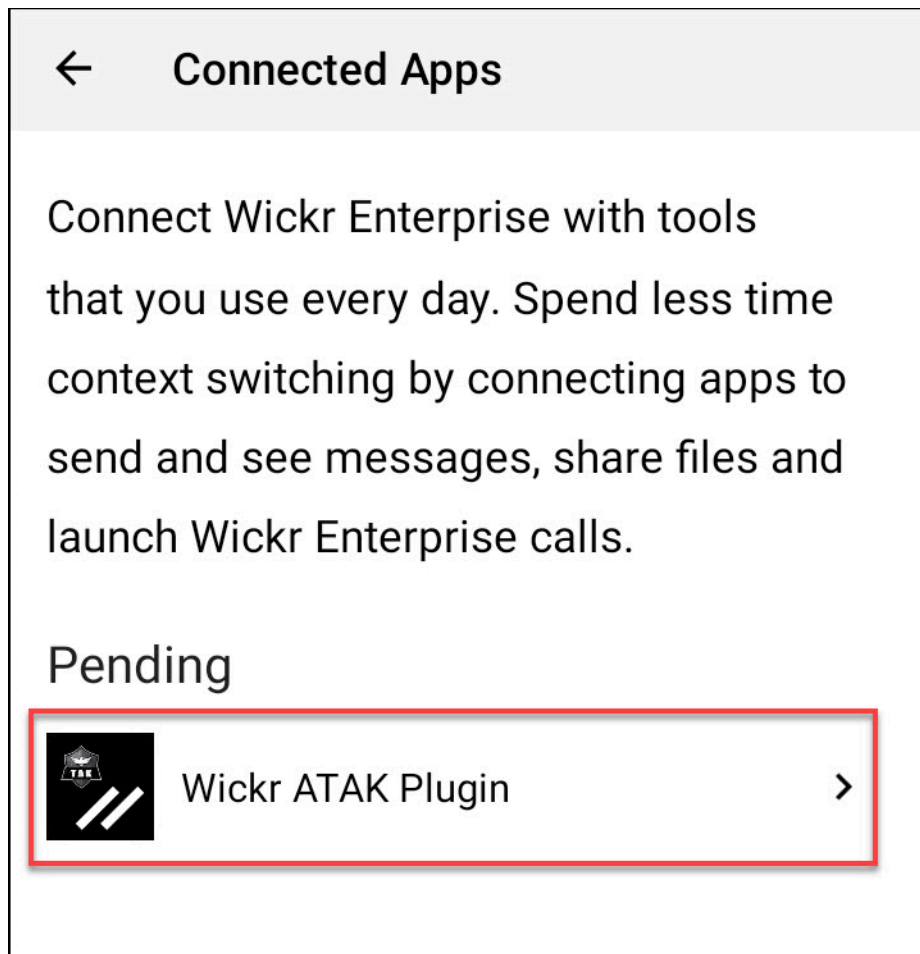 Connected Apps
Connect Wickr Enterprise with tools
that you use every day. Spend less time
context switching by connecting apps to
send and see messages, share files and
launch Wickr Enterprise calls.
Pending
TAK
Wickr ATAK Plugin